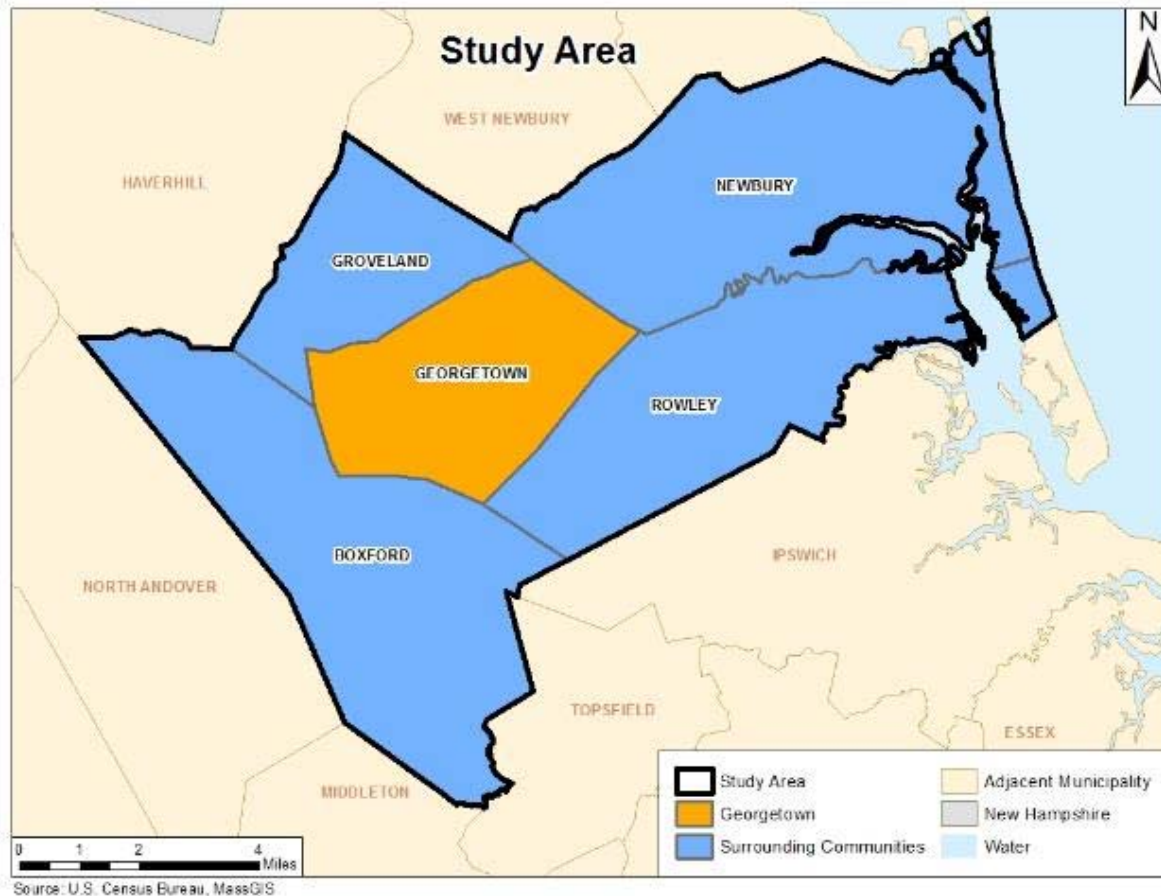 Study Area
N
WEST NEWBURY
HAVERHILL
NEWBURY
GROVELAND
GEORGETOWN
ROWLEY
BOXFORD
IPSWICH
NORTH ANDOVER
TOPSFIELD
ESSEX
MIDDLETON
Study Area
Georgetown
Surrounding Communities
Adjacent Municipality
New Hampshire
Water
0 1 2 4
Miles
Source: U.S. Census Bureau, MassGIS